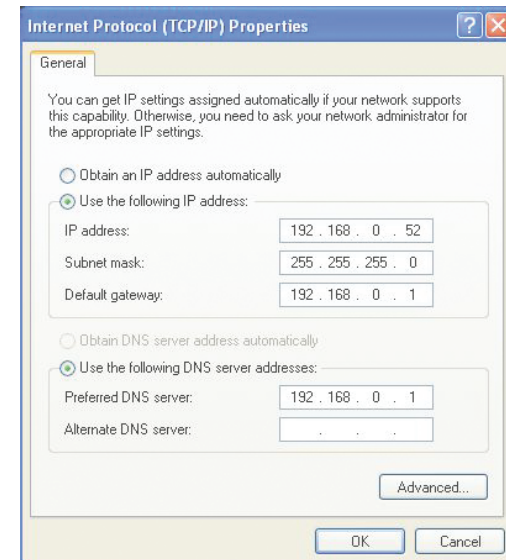 Internet Protocol (TCP/IP) Properties
General
You can get IP settings assigned automatically if your network supports
this capability. Otherwise, you need to ask your network administrator for
the appropriate IP settings.
Obtain an IP address automatically
Use the following IP address:
IP address: 192 . 168 . 0 . 52
Subnet mask: 255 . 255 . 255 . 0
Default gateway: 192 . 168 . 0 . 1
Obtain DNS server address automatically
Use the following DNS server addresses:
Preferred DNS server: 192 . 168 . 0 . 1
Alternate DNS server: . . .
Advanced...
OK Cancel